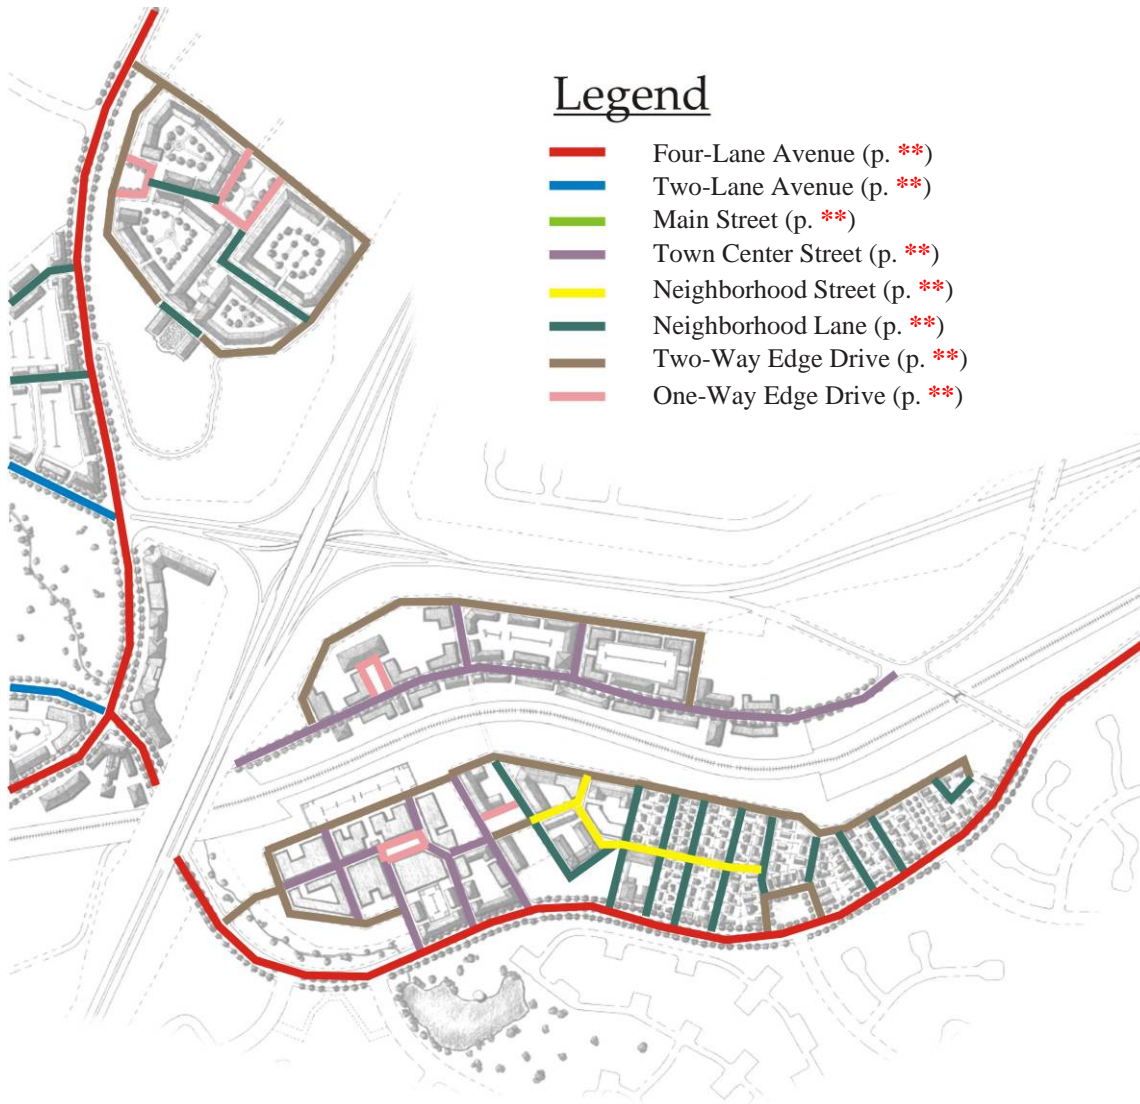 Legend
Four-Lane Avenue (p. **)
Two-Lane Avenue (p. **)
Main Street (p. **)
Town Center Street (p. **)
Neighborhood Street (p. **)
Neighborhood Lane (p. **)
Two-Way Edge Drive (p. **)
One-Way Edge Drive (p. **)